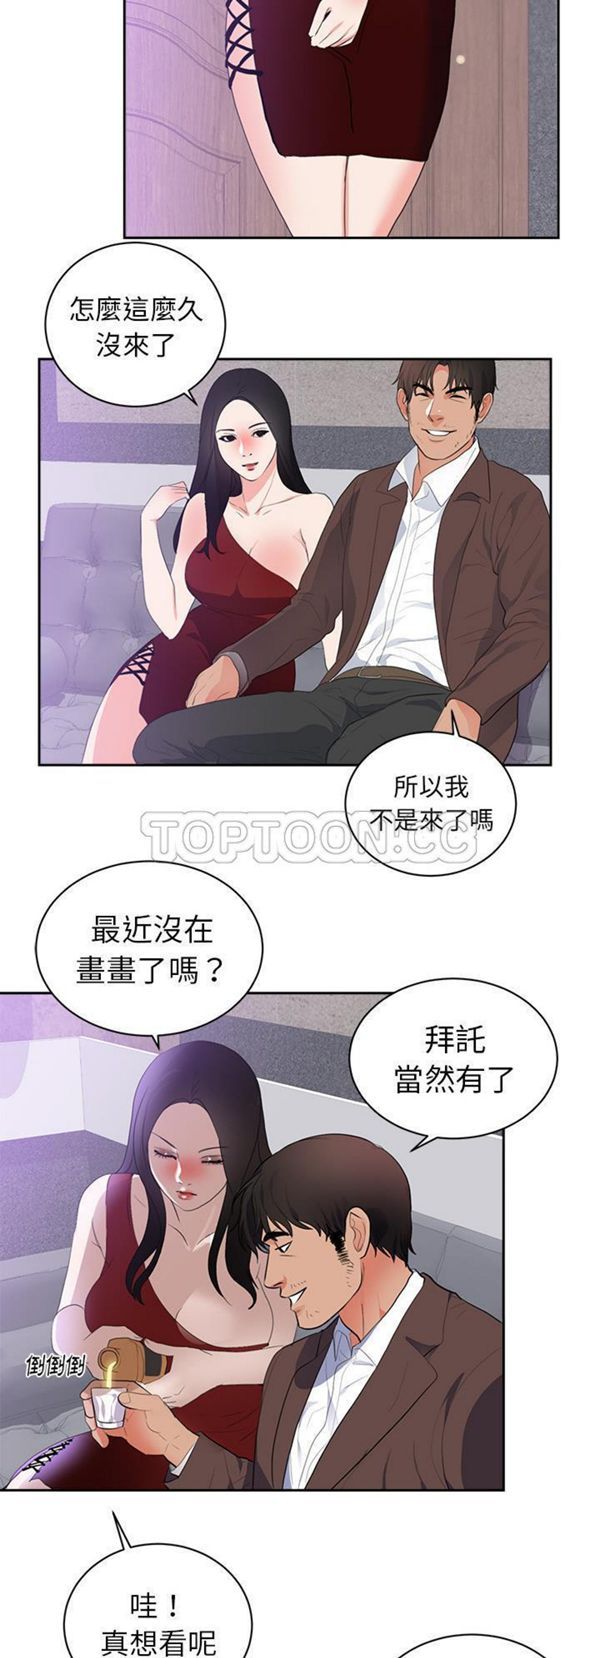 怎麼這麼久
沒來了
所以我
不是來了嗎
TOPTOON.CC
最近沒在
畫畫了嗎？
拜託
當然有了
倒倒倒
哇！
真想看呢